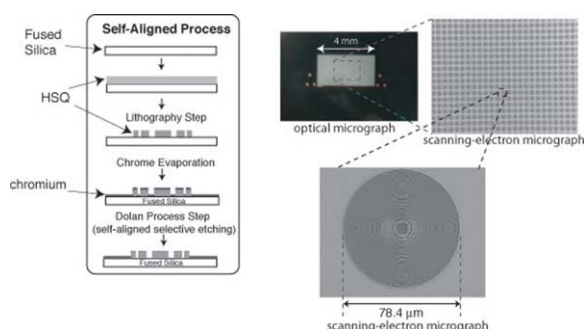 Self-Aligned Process
Fused
Silica
HSQ
Lithography Step
Chrome Evaporation
chromium
Fused Silica
Dolan Process Step
(self-aligned selective etching)
Fused Silica
4 mm
optical micrograph
scanning-electron micrograph
78.4 μm
scanning-electron micrograph